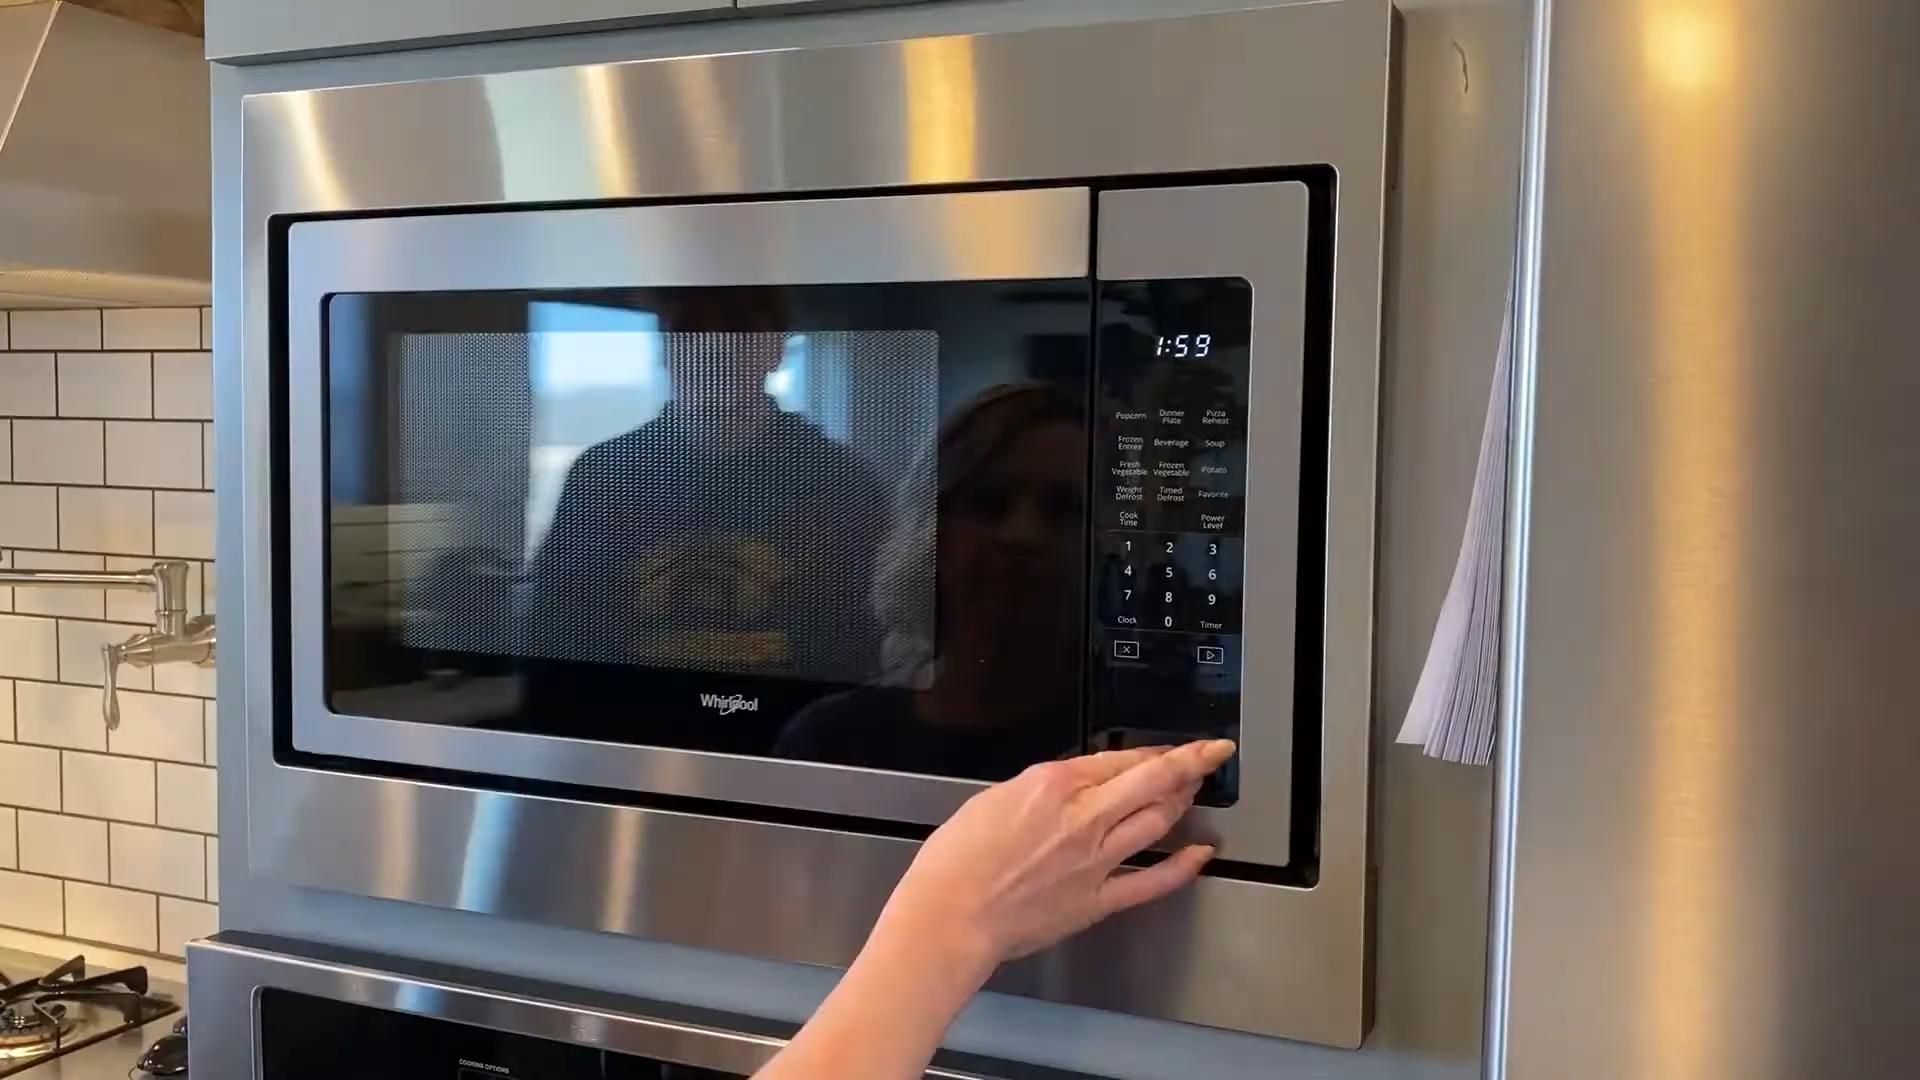 1:59
Popcorn Dinner Plate Pizza Reheat
Frozen Entree Beverage Soup
Fresh Vegetable Frozen Vegetable Potato
Weight Defrost Timed Defrost Favorite
Cook Time Power Level
1 2 3
4 5 6
7 8 9
Clock 0 Timer
Whirlpool
COOKING OPTIONS